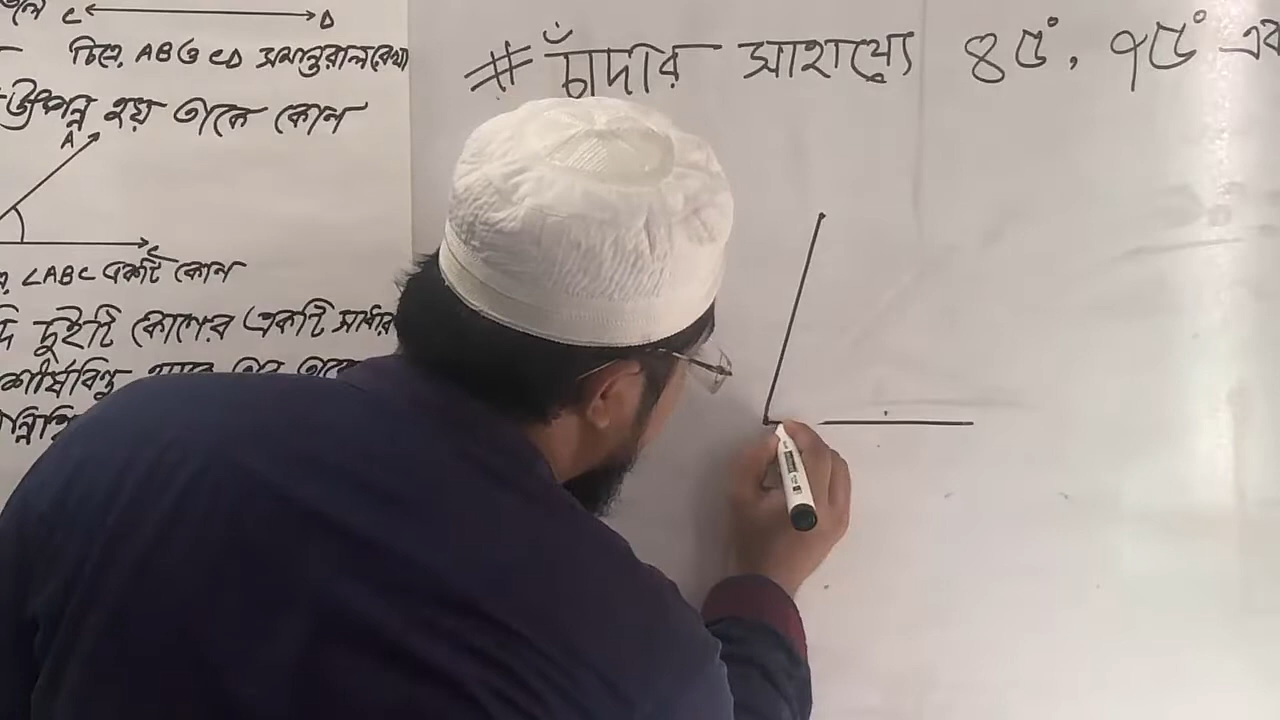 C D
চিত্রে, AB ও CD সমান্তরাল রেখা
উৎপন্ন হয় তাকে কোন
A
C
∠ABC একটি কোন
দুইটি কোণের একটি সাধার
শীর্ষবিন্দু
# চাঁদার সাহায্যে ৪৫°, ৭৫° এব